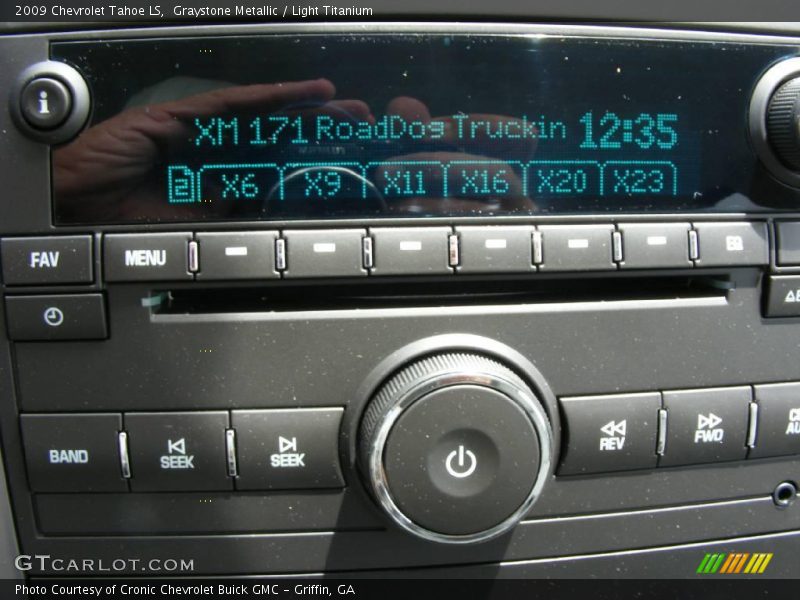 2009 Chevrolet Tahoe LS,  Graystone Metallic / Light Titanium
i
XM 171 RoadDog Truckin 12:35
2 X6 X9 X11 X16 X20 X23
FAV MENU
BAND SEEK SEEK REV FWD
GTCARLOT.COM
Photo Courtesy of Cronic Chevrolet Buick GMC – Griffin, GA